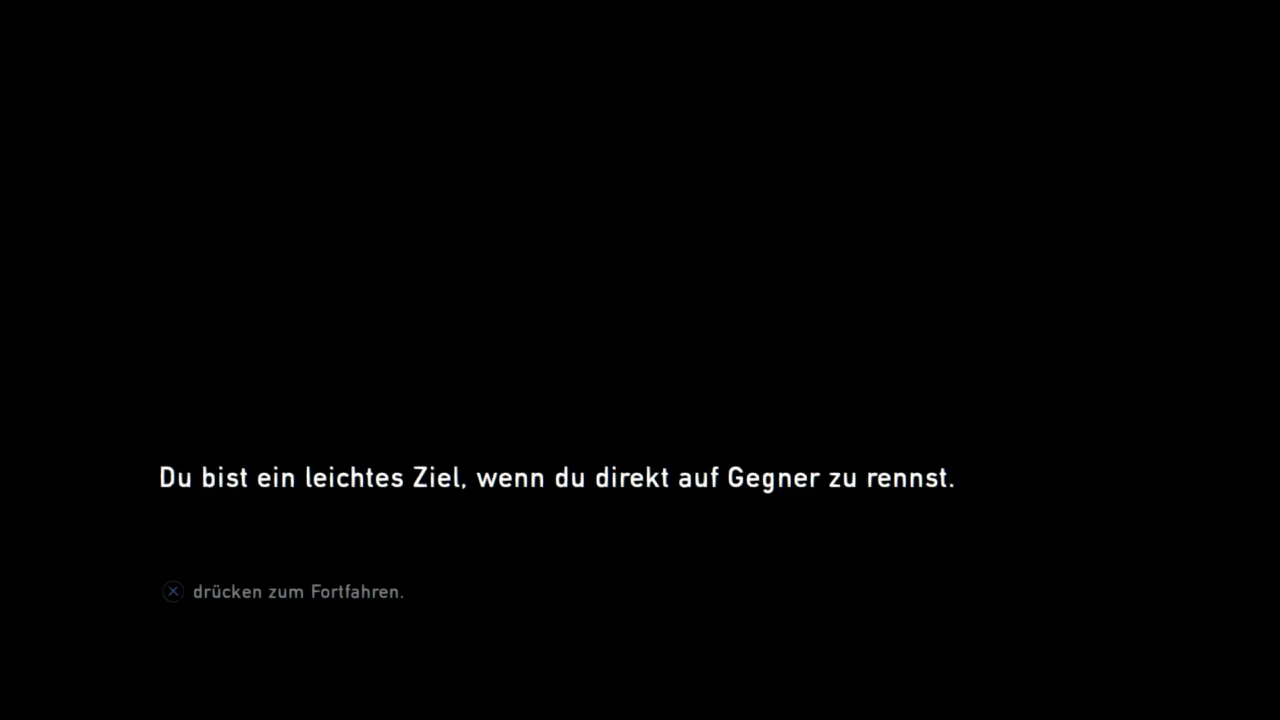 Du bist ein leichtes Ziel, wenn du direkt auf Gegner zu rennst.
drücken zum Fortfahren.